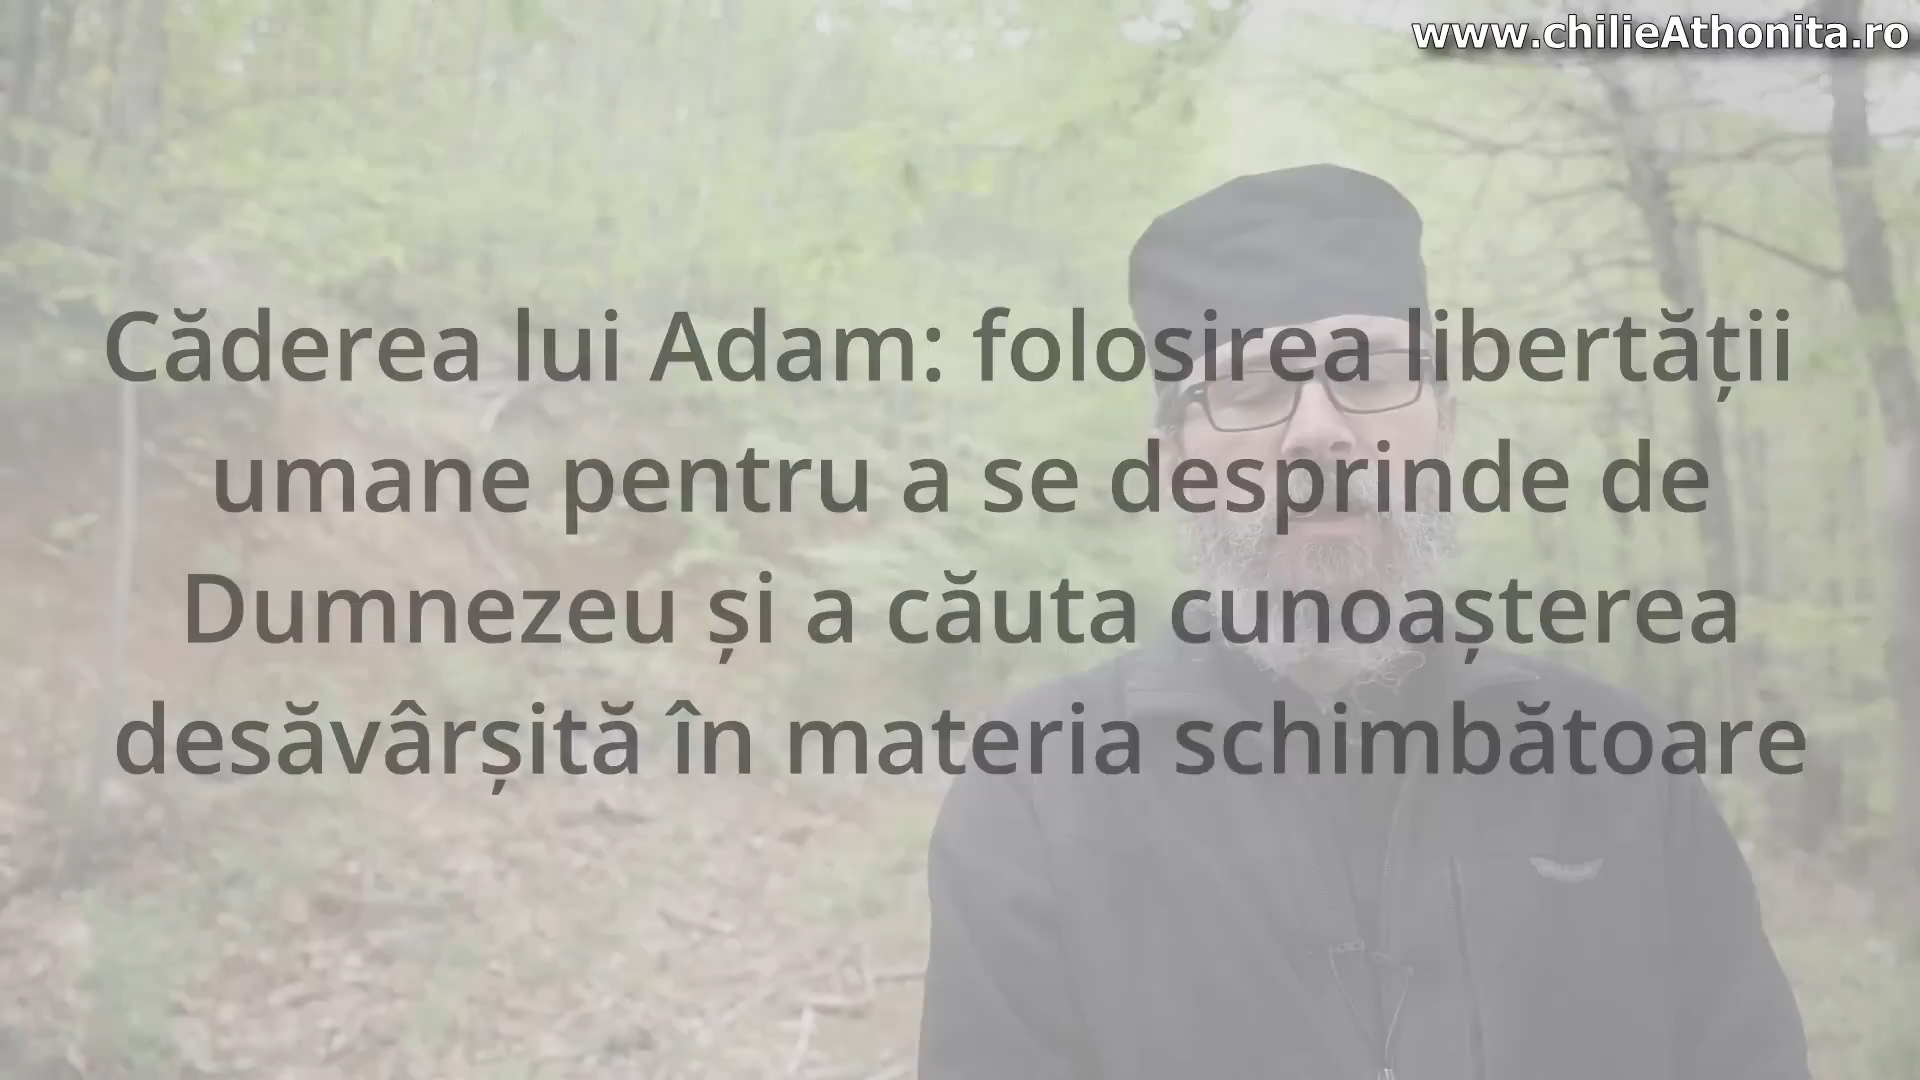 www.chilieAthonita.ro
Căderea lui Adam: folosirea libertății
umane pentru a se desprinde de
Dumnezeu și a căuta cunoașterea
desăvârșită în materia schimbătoare